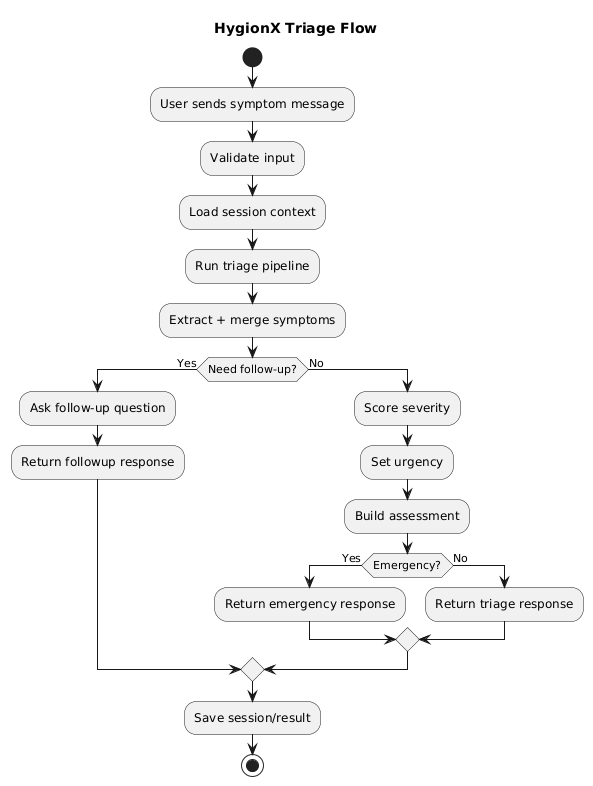 HygionX Triage Flow
User sends symptom message
Validate input
Load session context
Run triage pipeline
Extract + merge symptoms
Yes
Need follow-up?
No
Ask follow-up question
Return followup response
Score severity
Set urgency
Build assessment
Yes
Emergency?
No
Return emergency response
Return triage response
Save session/result